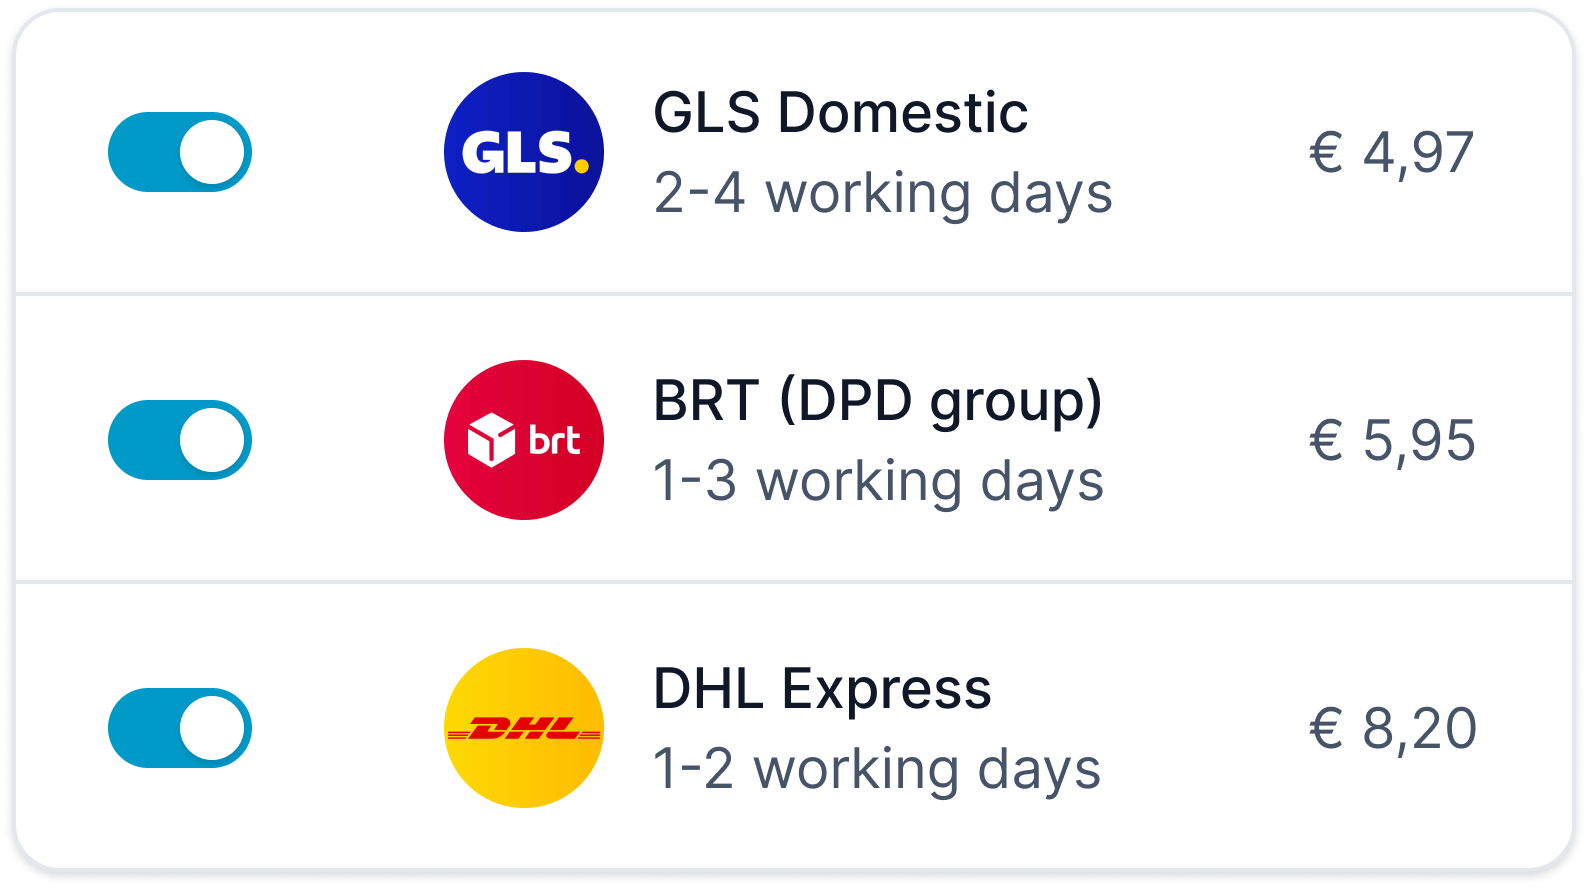 GLS.
GLS Domestic
2-4 working days
€ 4,97
brt
BRT (DPD group)
1-3 working days
€ 5,95
DHL
DHL Express
1-2 working days
€ 8,20